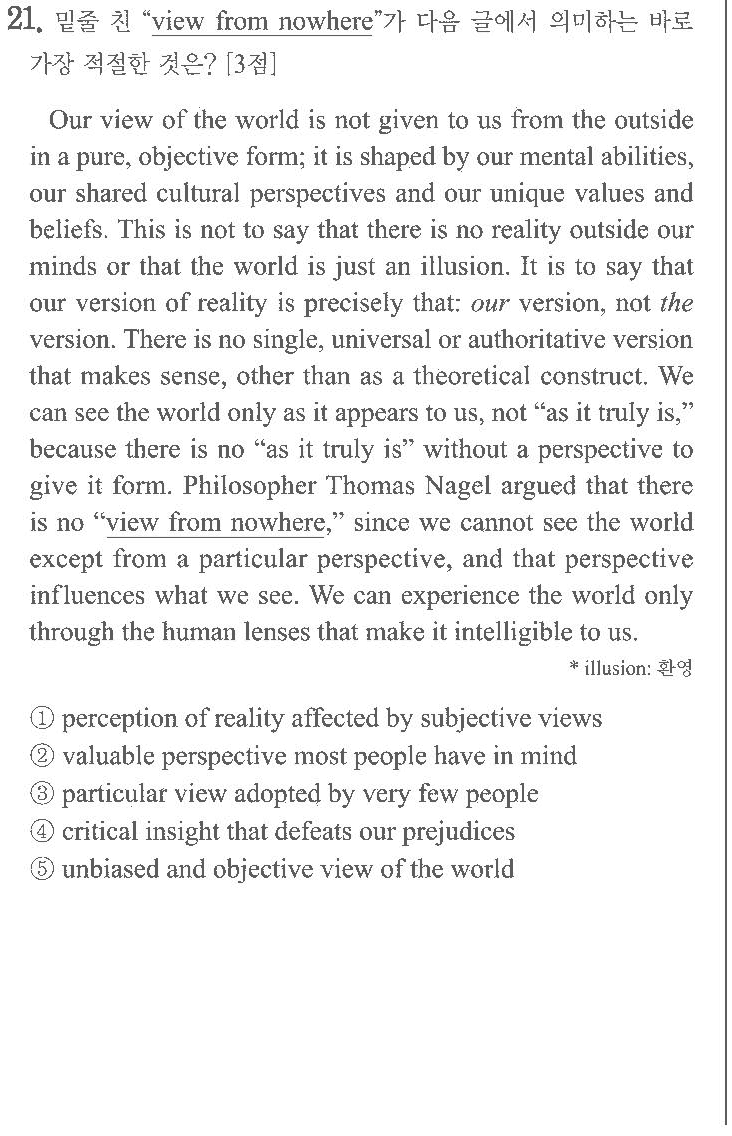 21. 밑줄 친 “view from nowhere”가 다음 글에서 의미하는 바로
가장 적절한 것은? [3점]
Our view of the world is not given to us from the outside
in a pure, objective form; it is shaped by our mental abilities,
our shared cultural perspectives and our unique values and
beliefs. This is not to say that there is no reality outside our
minds or that the world is just an illusion. It is to say that
our version of reality is precisely that: our version, not the
version. There is no single, universal or authoritative version
that makes sense, other than as a theoretical construct. We
can see the world only as it appears to us, not “as it truly is,”
because there is no “as it truly is” without a perspective to
give it form. Philosopher Thomas Nagel argued that there
is no “view from nowhere,” since we cannot see the world
except from a particular perspective, and that perspective
influences what we see. We can experience the world only
through the human lenses that make it intelligible to us.
* illusion: 환영
① perception of reality affected by subjective views
② valuable perspective most people have in mind
③ particular view adopted by very few people
④ critical insight that defeats our prejudices
⑤ unbiased and objective view of the world